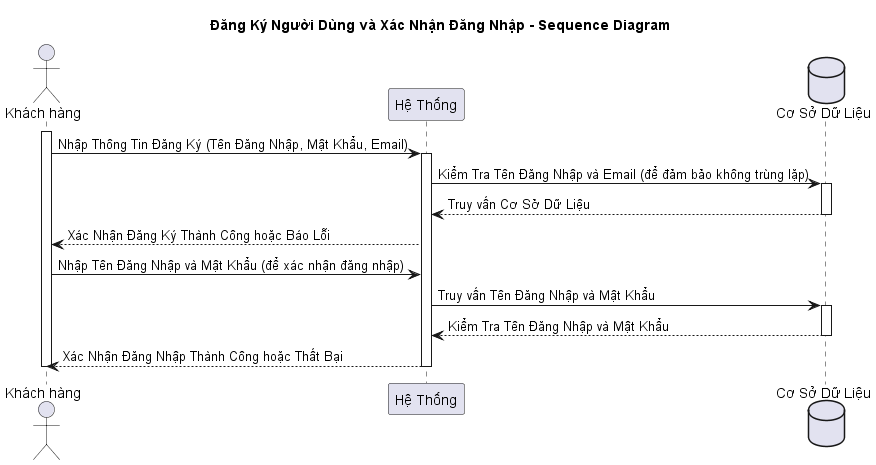 Đăng Ký Người Dùng và Xác Nhận Đăng Nhập - Sequence Diagram
Khách hàng
Hệ Thống
Cơ Sở Dữ Liệu
Nhập Thông Tin Đăng Ký (Tên Đăng Nhập, Mật Khẩu, Email)
Kiểm Tra Tên Đăng Nhập và Email (để đảm bảo không trùng lặp)
Truy vấn Cơ Sở Dữ Liệu
Xác Nhận Đăng Ký Thành Công hoặc Báo Lỗi
Nhập Tên Đăng Nhập và Mật Khẩu (để xác nhận đăng nhập)
Truy vấn Tên Đăng Nhập và Mật Khẩu
Kiểm Tra Tên Đăng Nhập và Mật Khẩu
Xác Nhận Đăng Nhập Thành Công hoặc Thất Bại
Khách hàng
Hệ Thống
Cơ Sở Dữ Liệu